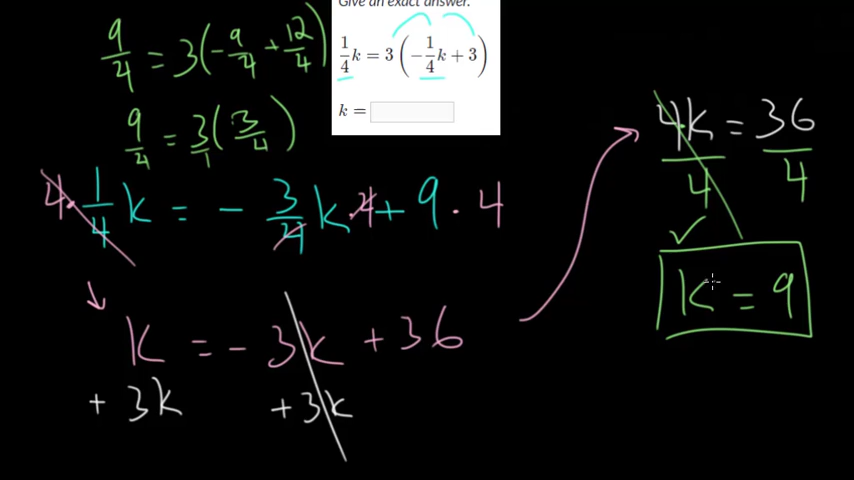 Give an exact answer.
1/4 k = 3 ( - 1/4 k + 3 )
k =
9/4 = 3 ( - 9/4 + 12/4 )
9/4 = 3/1 ( 3/4 )
4 · 1/4 k = - 3/4 k · 4 + 9 · 4
k = - 3k + 36
+ 3k + 3k
4k = 36
4 4
k = 9